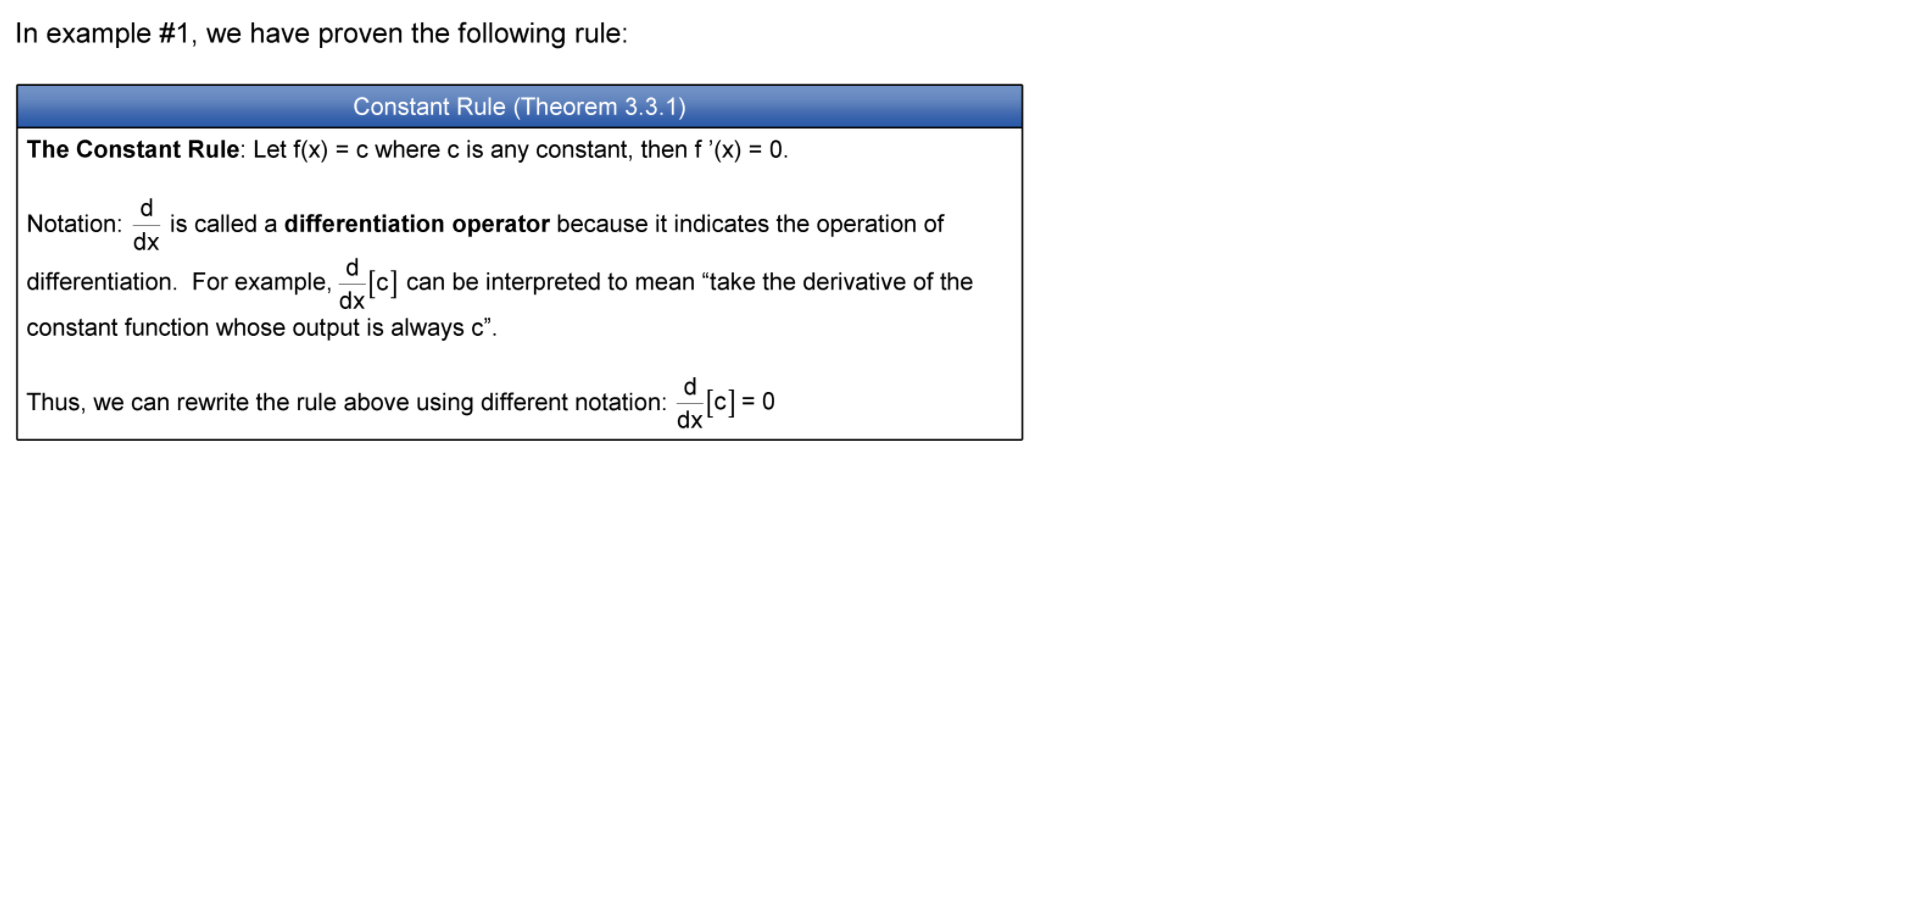 In example #1, we have proven the following rule:
Constant Rule (Theorem 3.3.1)
The Constant Rule: Let f(x) = c where c is any constant, then f ’(x) = 0.
Notation: d/dx is called a differentiation operator because it indicates the operation of
differentiation.  For example, d/dx[c] can be interpreted to mean “take the derivative of the
constant function whose output is always c”.
Thus, we can rewrite the rule above using different notation: d/dx[c] = 0